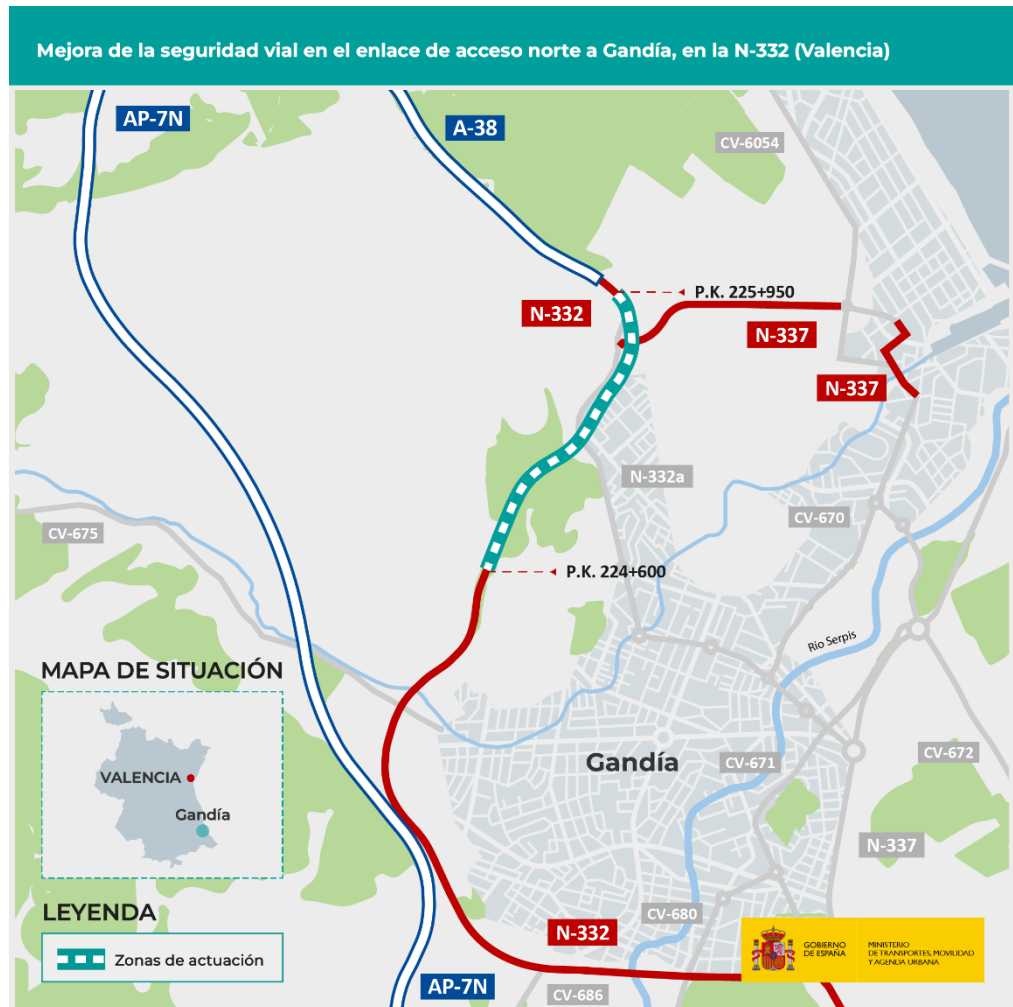 Mejora de la seguridad vial en el enlace de acceso norte a Gandía, en la N-332 (Valencia)
AP-7N
A-38
CV-6054
P.K. 225+950
N-332
N-337
N-337
N-332a
CV-670
CV-675
P.K. 224+600
Río Serpis
MAPA DE SITUACIÓN
VALENCIA
Gandía
Gandía
CV-671
CV-672
N-337
LEYENDA
Zonas de actuación
CV-680
N-332
AP-7N
CV-686
GOBIERNO
DE ESPAÑA
MINISTERIO
DE TRANSPORTES, MOVILIDAD
Y AGENDA URBANA